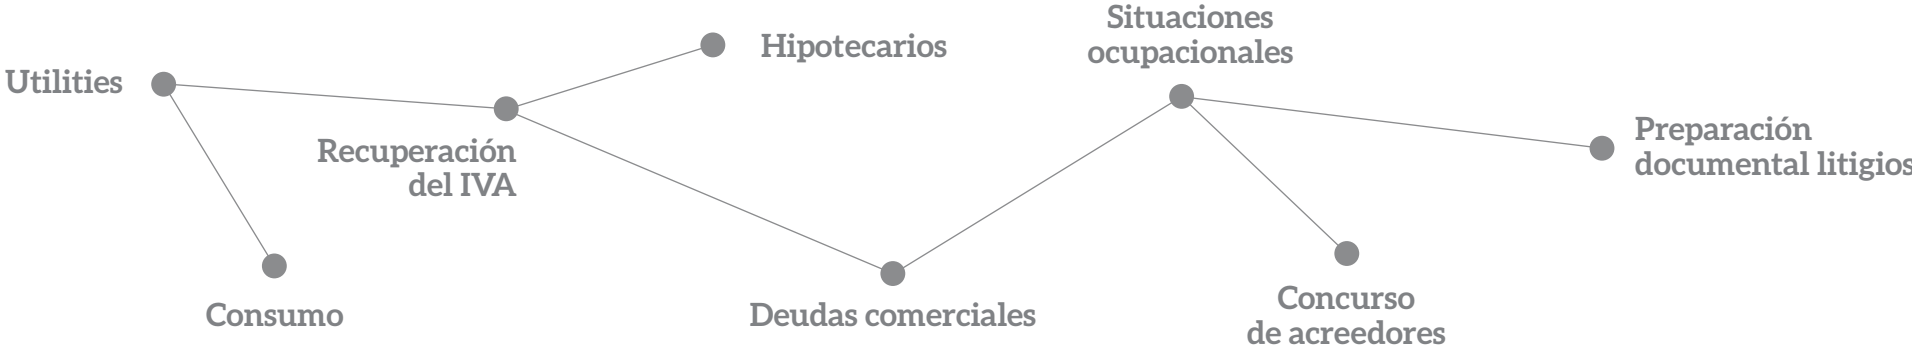 Utilities
Consumo
Recuperación
del IVA
Hipotecarios
Deudas comerciales
Situaciones
ocupacionales
Concurso
de acreedores
Preparación
documental litigios